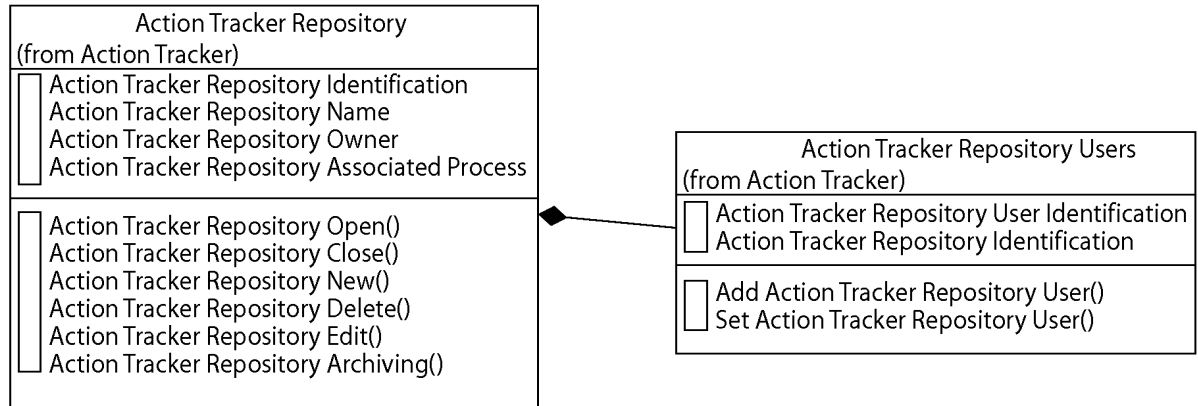 Action Tracker Repository
(from Action Tracker)
Action Tracker Repository Identification
Action Tracker Repository Name
Action Tracker Repository Owner
Action Tracker Repository Associated Process
Action Tracker Repository Open()
Action Tracker Repository Close()
Action Tracker Repository New()
Action Tracker Repository Delete()
Action Tracker Repository Edit()
Action Tracker Repository Archiving()
Action Tracker Repository Users
(from Action Tracker)
Action Tracker Repository User Identification
Action Tracker Repository Identification
Add Action Tracker Repository User()
Set Action Tracker Repository User()